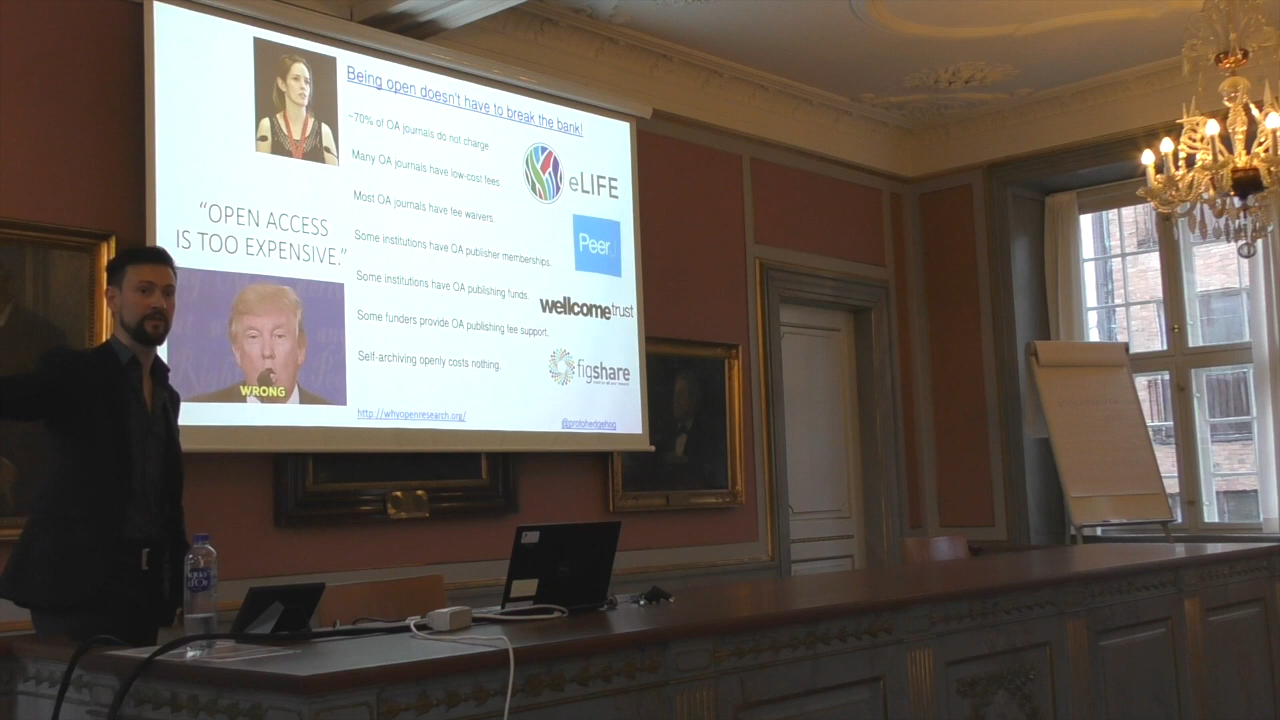 Being open doesn't have to break the bank!
~70% of OA journals do not charge
Many OA journals have low-cost fees
Most OA journals have fee waivers.
Some institutions have OA publisher memberships.
Some institutions have OA publishing funds.
Some funders provide OA publishing fee support.
Self-archiving openly costs nothing.
http://whyopenresearch.org/
@protohedgehog
"OPEN ACCESS
IS TOO EXPENSIVE."
WRONG
eLIFE
PeerJ
wellcometrust
figshare